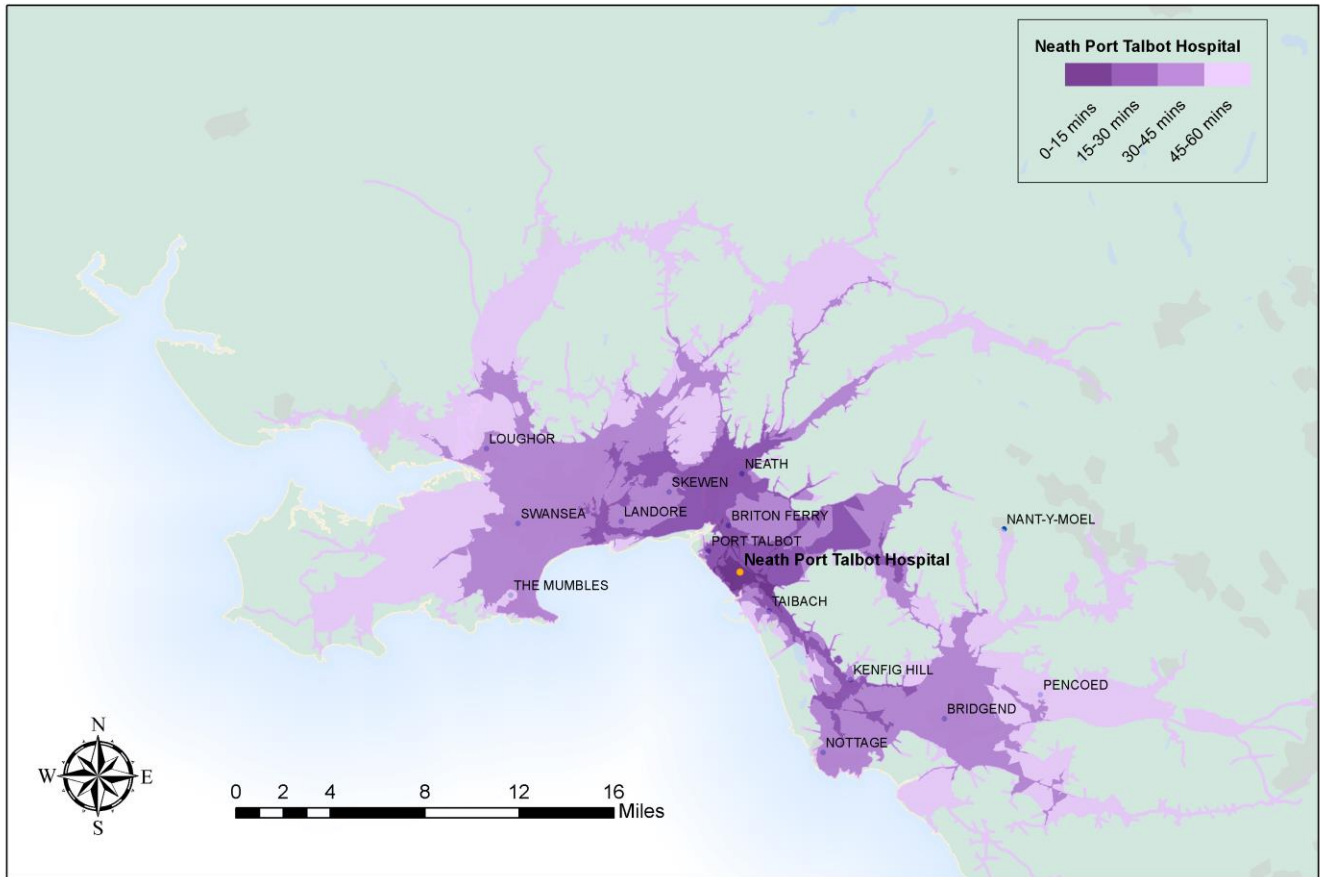 Neath Port Talbot Hospital
0-15 mins
15-30 mins
30-45 mins
45-60 mins
LOUGHOR
NEATH
SKEWEN
SWANSEA
LANDORE
BRITON FERRY
NANT-Y-MOEL
PORT TALBOT
Neath Port Talbot Hospital
THE MUMBLES
TAIBACH
KENFIG HILL
PENCOED
BRIDGEND
NOTTAGE
N
W E
S
0 2 4 8 12 16
Miles